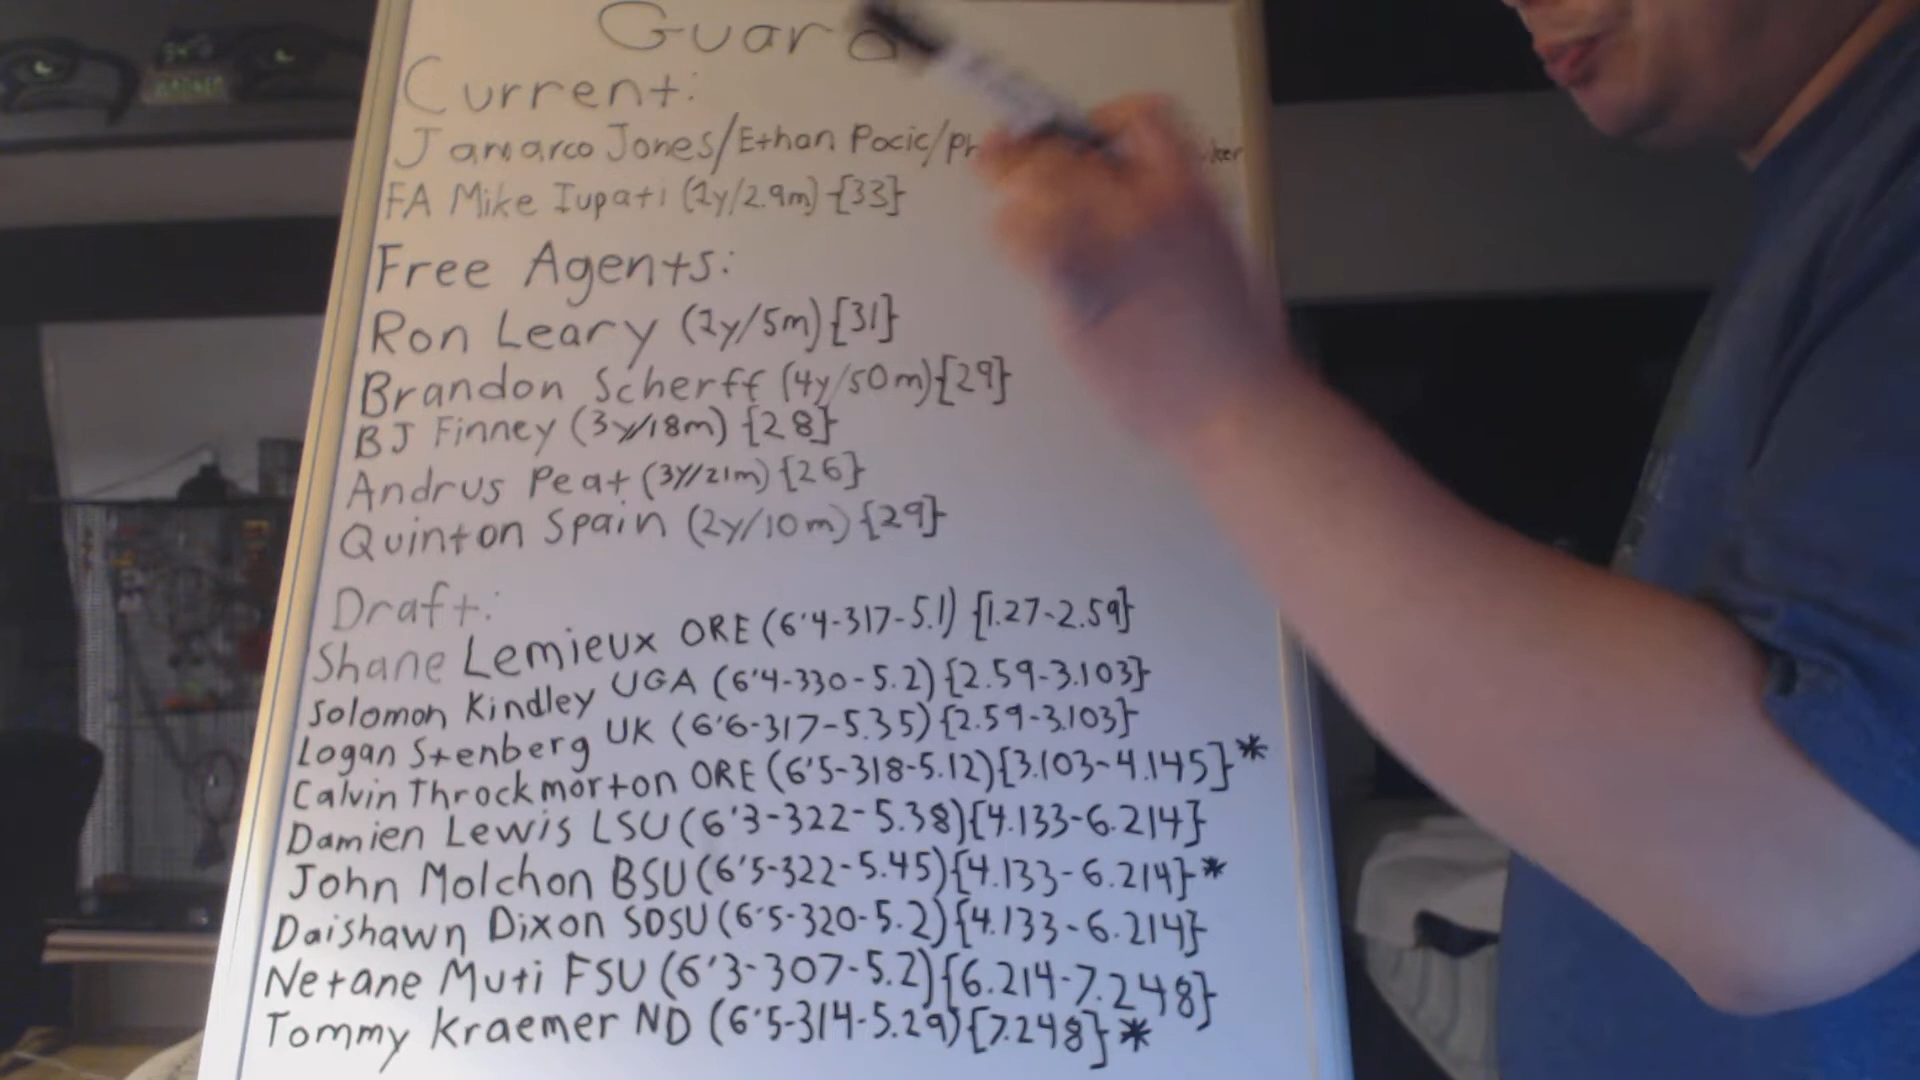 Guard
Current:
Jamarco Jones/Ethan Pocic/Ph
FA Mike Iupati (1y/2.9m) {33}
Free Agents:
Ron Leary (1y/5m) {31}
Brandon Scherff (4y/50m) {29}
BJ Finney (3y/18m) {28}
Andrus Peat (3Y/21m) {26}
Quinton Spain (2y/10m) {29}
Draft:
Shane Lemieux ORE (6'4-317-5.1) {1.27-2.59}
Solomon Kindley UGA (6'4-330-5.2) {2.59-3.103}
Logan Stenberg UK (6'6-317-5.35) {2.59-3.103}
Calvin Throckmorton ORE (6'5-318-5.12) {3.103-4.145} *
Damien Lewis LSU (6'3-322-5.38) {4.133-6.214}
John Molchon BSU (6'5-322-5.45) {4.133-6.214} *
Daishawn Dixon SDSU (6'5-320-5.2) {4.133-6.214}
Netane Muti FSU (6'3-307-5.2) {6.214-7.248}
Tommy Kraemer ND (6'5-314-5.29) {7.248} *